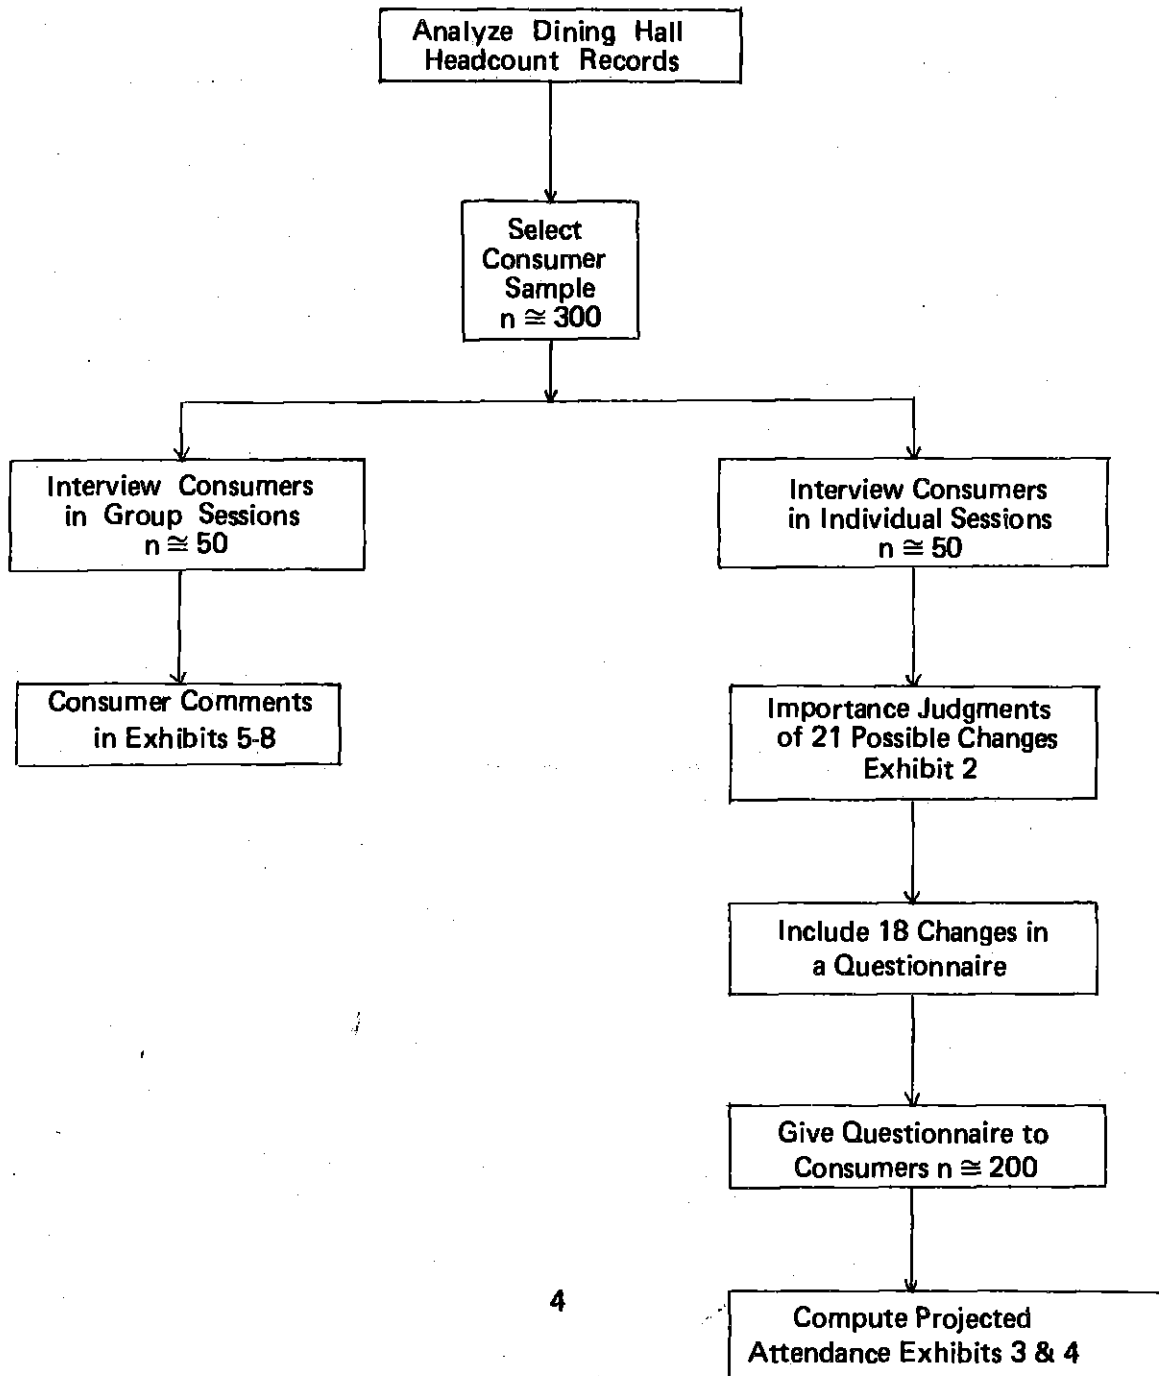 Analyze Dining Hall
Headcount Records
Select
Consumer
Sample
n ≅ 300
Interview Consumers
in Group Sessions
n ≅ 50
Consumer Comments
in Exhibits 5-8
Interview Consumers
in Individual Sessions
n ≅ 50
Importance Judgments
of 21 Possible Changes
Exhibit 2
Include 18 Changes in
a Questionnaire
Give Questionnaire to
Consumers n ≅ 200
Compute Projected
Attendance Exhibits 3 & 4
4